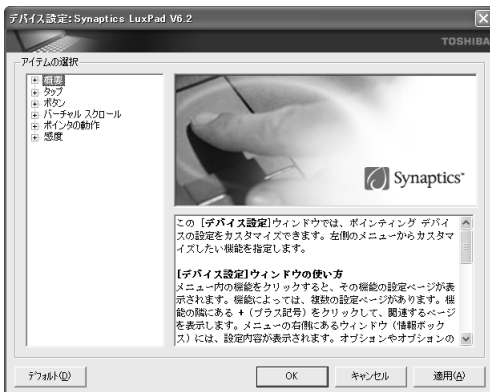 デバイス設定:Synaptics LuxPad V6.2
TOSHIBA
アイテムの選択
概要
タップ
ボタン
バーチャル スクロール
ポインタの動作
感度
Synaptics
この [デバイス設定]ウィンドウでは、ポインティング デバイ
スの設定をカスタマイズできます。左側のメニューからカスタマ
イズしたい機能を指定します。
[デバイス設定]ウィンドウの使い方
メニュー内の機能をクリックすると、その機能の設定ページが表
示されます。機能によっては、複数の設定ページがあります。機
能の隣にある + (プラス記号) をクリックして、関連するページ
を表示します。メニューの右側にあるウィンドウ (情報ボック
ス) には、設定内容が表示されます。オプションやオプションの
デフォルト(D)
OK
キャンセル
適用(A)